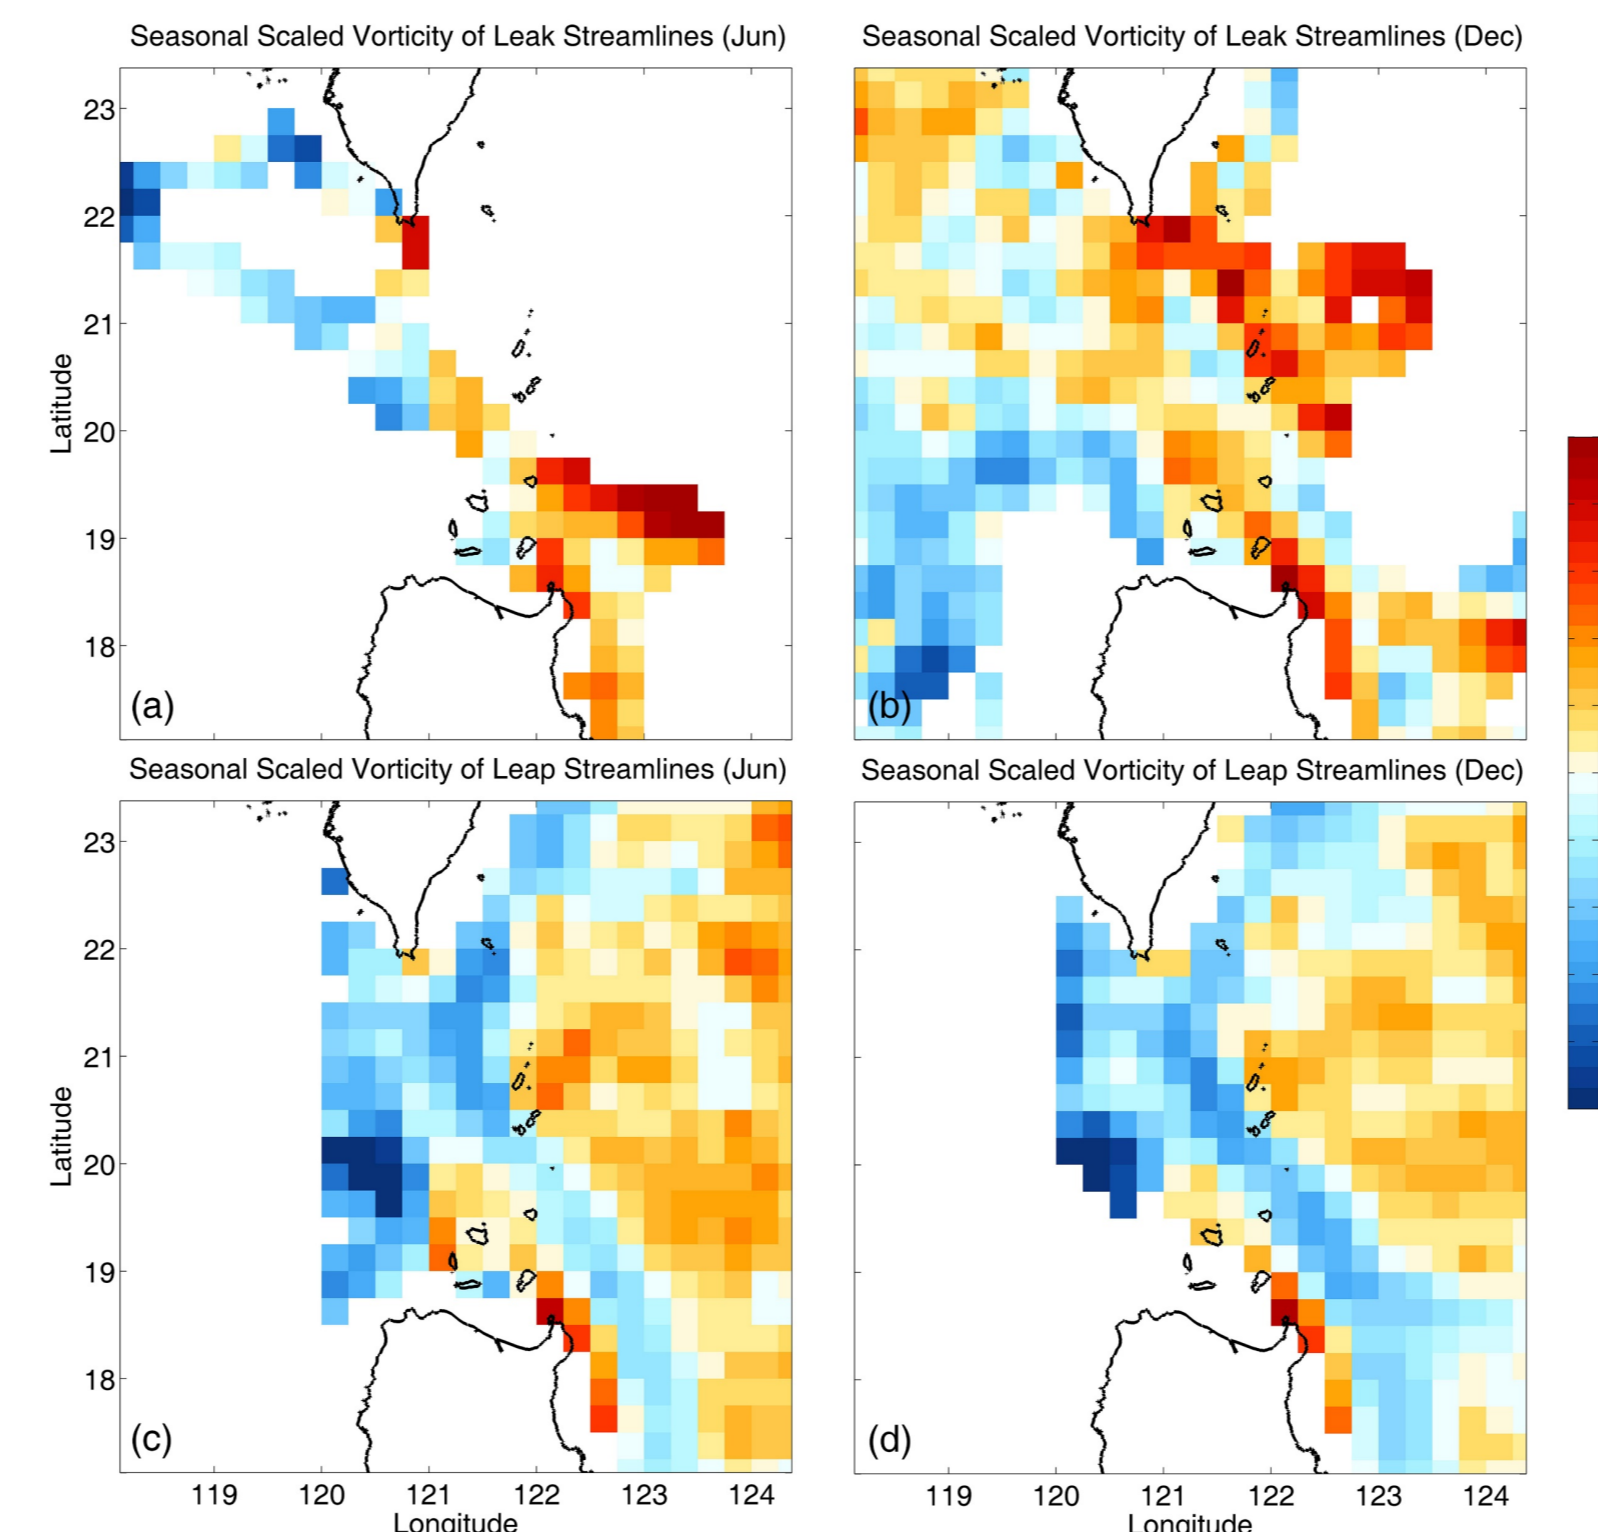 Seasonal Scaled Vorticity of Leak Streamlines (Jun)
Seasonal Scaled Vorticity of Leak Streamlines (Dec)
23
22
21
20
19
18
Latitude
(a)
(b)
Seasonal Scaled Vorticity of Leap Streamlines (Jun)
Seasonal Scaled Vorticity of Leap Streamlines (Dec)
23
22
21
20
19
18
Latitude
(c)
(d)
119 120 121 122 123 124
119 120 121 122 123 124
Longitude
Longitude